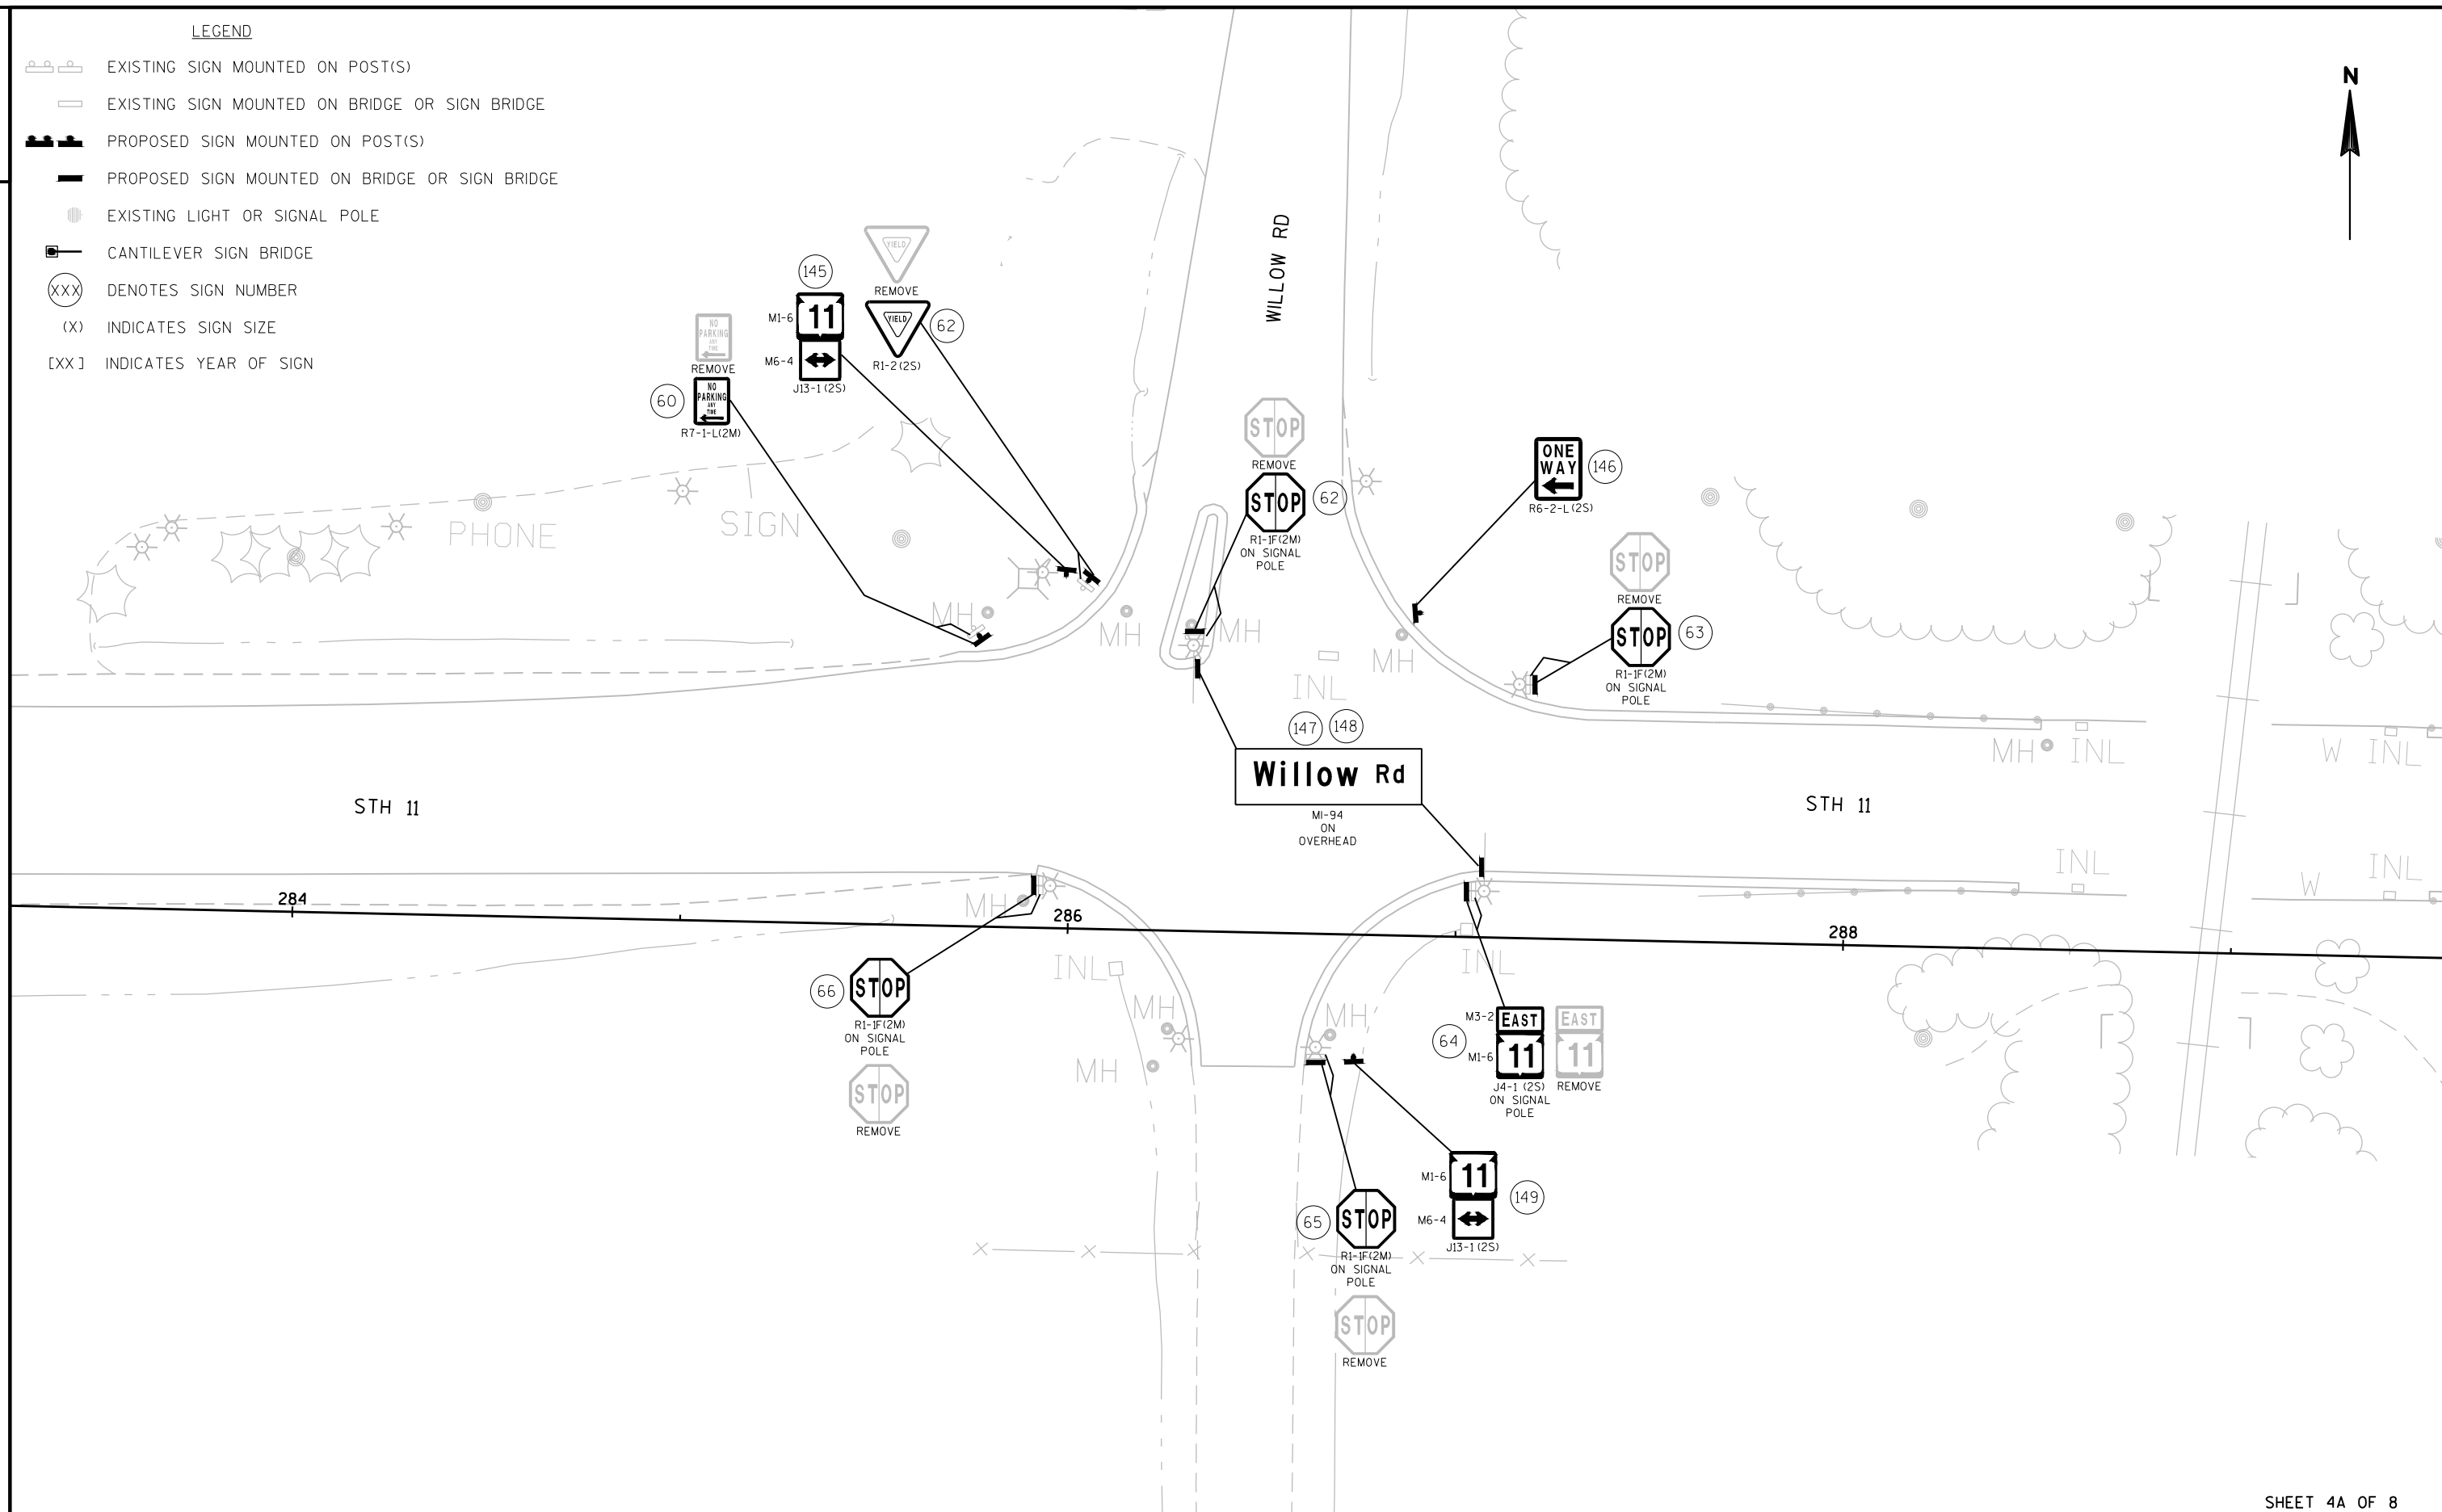 LEGEND
EXISTING SIGN MOUNTED ON POST(S)
EXISTING SIGN MOUNTED ON BRIDGE OR SIGN BRIDGE
PROPOSED SIGN MOUNTED ON POST(S)
PROPOSED SIGN MOUNTED ON BRIDGE OR SIGN BRIDGE
EXISTING LIGHT OR SIGNAL POLE
CANTILEVER SIGN BRIDGE
XXX DENOTES SIGN NUMBER
(X) INDICATES SIGN SIZE
[XX] INDICATES YEAR OF SIGN
N
WILLOW RD
YIELD
REMOVE
YIELD
62
R1-2(2S)
145
M1-6
11
M6-4
J13-1(2S)
NO
PARKING
ANY
TIME
REMOVE
60
NO
PARKING
ANY
TIME
R7-1-L(2M)
STOP
REMOVE
STOP
62
R1-1F(2M)
ON SIGNAL
POLE
ONE
WAY
146
R6-2-L(2S)
STOP
REMOVE
STOP
63
R1-1F(2M)
ON SIGNAL
POLE
PHONE
SIGN
MH
MH
MH
MH
INL
147 148
Willow Rd
MI-94
ON
OVERHEAD
MH INL
W INL
STH 11
STH 11
INL
INL
W
284
286
288
MH
INL
INL
MH
MH
MH
66
STOP
R1-1F(2M)
ON SIGNAL
POLE
STOP
REMOVE
M3-2
EAST
64
M1-6
11
J4-1 (2S)
ON SIGNAL
POLE
EAST
11
REMOVE
M1-6
11
149
M6-4
J13-1(2S)
65
STOP
R1-1F(2M)
ON SIGNAL
POLE
STOP
REMOVE
SHEET 4A OF 8